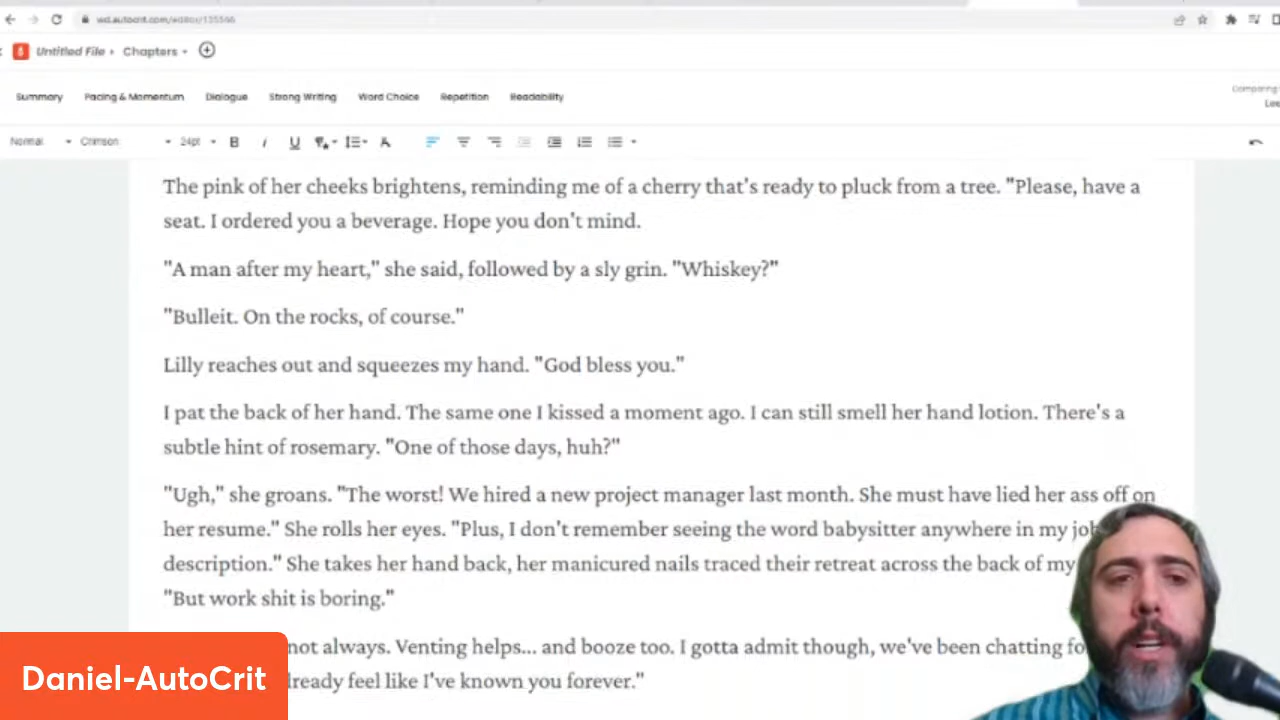 wd.autocrit.com/editor/135566
Untitled File › Chapters
Comparing
Summary Pacing & Momentum Dialogue Strong Writing Word Choice Repetition Readability
Normal Crimson 24pt B I U
The pink of her cheeks brightens, reminding me of a cherry that's ready to pluck from a tree. "Please, have a
seat. I ordered you a beverage. Hope you don't mind.
"A man after my heart," she said, followed by a sly grin. "Whiskey?"
"Bulleit. On the rocks, of course."
Lilly reaches out and squeezes my hand. "God bless you."
I pat the back of her hand. The same one I kissed a moment ago. I can still smell her hand lotion. There's a
subtle hint of rosemary. "One of those days, huh?"
"Ugh," she groans. "The worst! We hired a new project manager last month. She must have lied her ass off on
her resume." She rolls her eyes. "Plus, I don't remember seeing the word babysitter anywhere in my job
description." She takes her hand back, her manicured nails traced their retreat across the back of my
"But work shit is boring."
not always. Venting helps... and booze too. I gotta admit though, we've been chatting
already feel like I've known you forever."
Daniel-AutoCrit